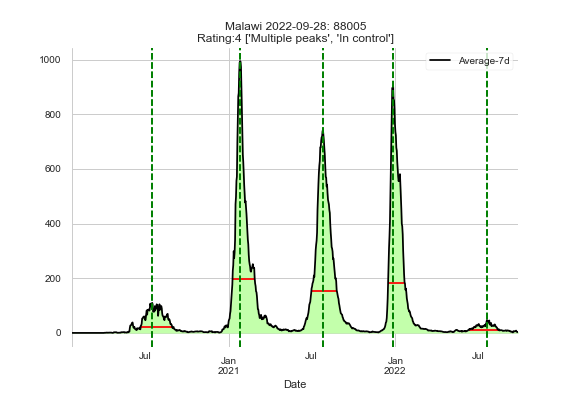 Malawi 2022-09-28: 88005
Rating:4 ['Multiple peaks', 'In control']
Average-7d
1000
800
600
400
200
0
Jul
Jan
2021
Jul
Jan
2022
Jul
Date